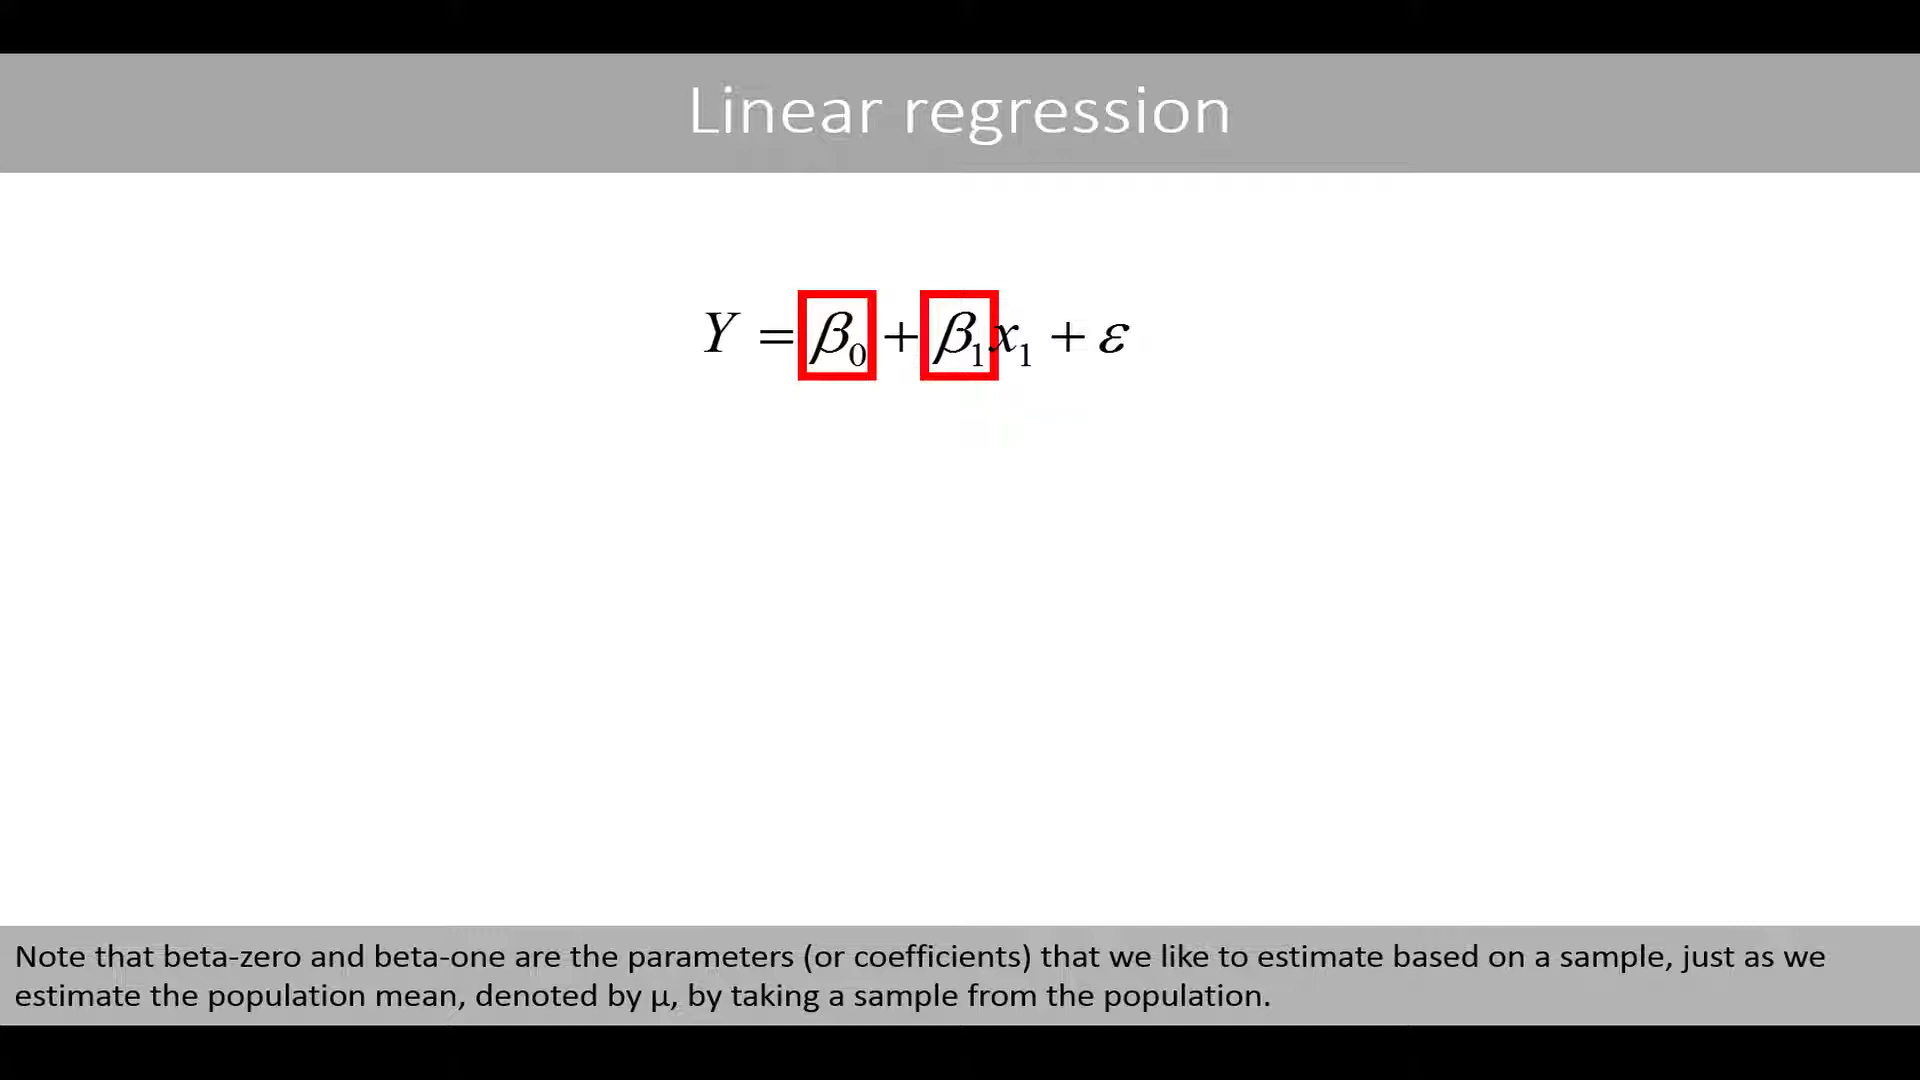 Linear regression
Y = β₀ + β₁x₁ + ε
Note that beta-zero and beta-one are the parameters (or coefficients) that we like to estimate based on a sample, just as we
estimate the population mean, denoted by μ, by taking a sample from the population.